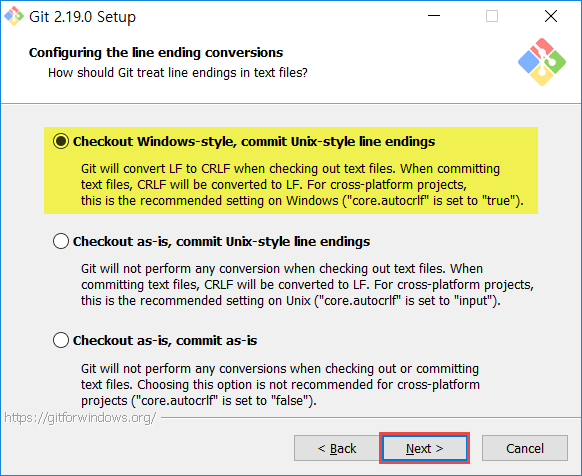 Git 2.19.0 Setup
Configuring the line ending conversions
How should Git treat line endings in text files?
Checkout Windows-style, commit Unix-style line endings
Git will convert LF to CRLF when checking out text files. When committing
text files, CRLF will be converted to LF. For cross-platform projects,
this is the recommended setting on Windows ("core.autocrlf" is set to "true").
Checkout as-is, commit Unix-style line endings
Git will not perform any conversion when checking out text files. When
committing text files, CRLF will be converted to LF. For cross-platform projects,
this is the recommended setting on Unix ("core.autocrlf" is set to "input").
Checkout as-is, commit as-is
Git will not perform any conversions when checking out or committing
text files. Choosing this option is not recommended for cross-platform
projects ("core.autocrlf" is set to "false").
https://gitforwindows.org/
< Back
Next >
Cancel